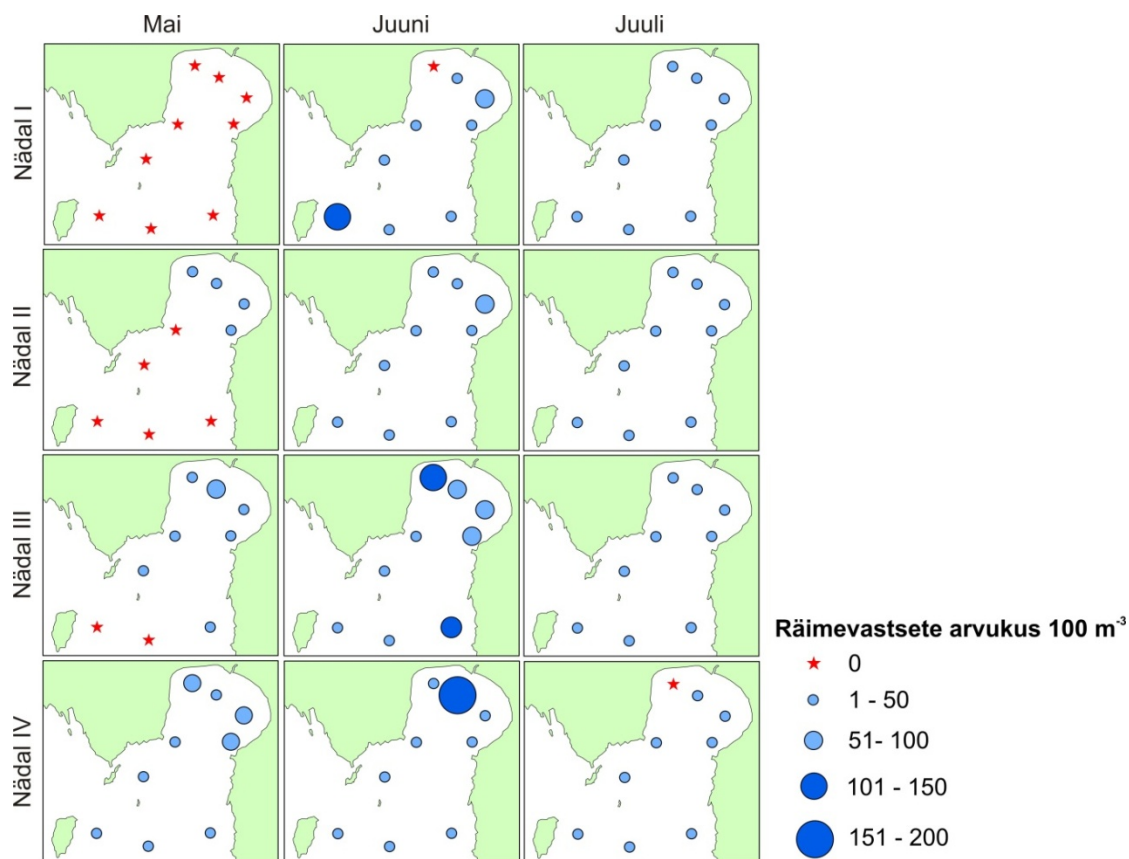 Mai
Juuni
Juuli
Nädal I
Nädal II
Nädal III
Nädal IV
Räimevastsete arvukus 100 m⁻³
0
1 - 50
51- 100
101 - 150
151 - 200